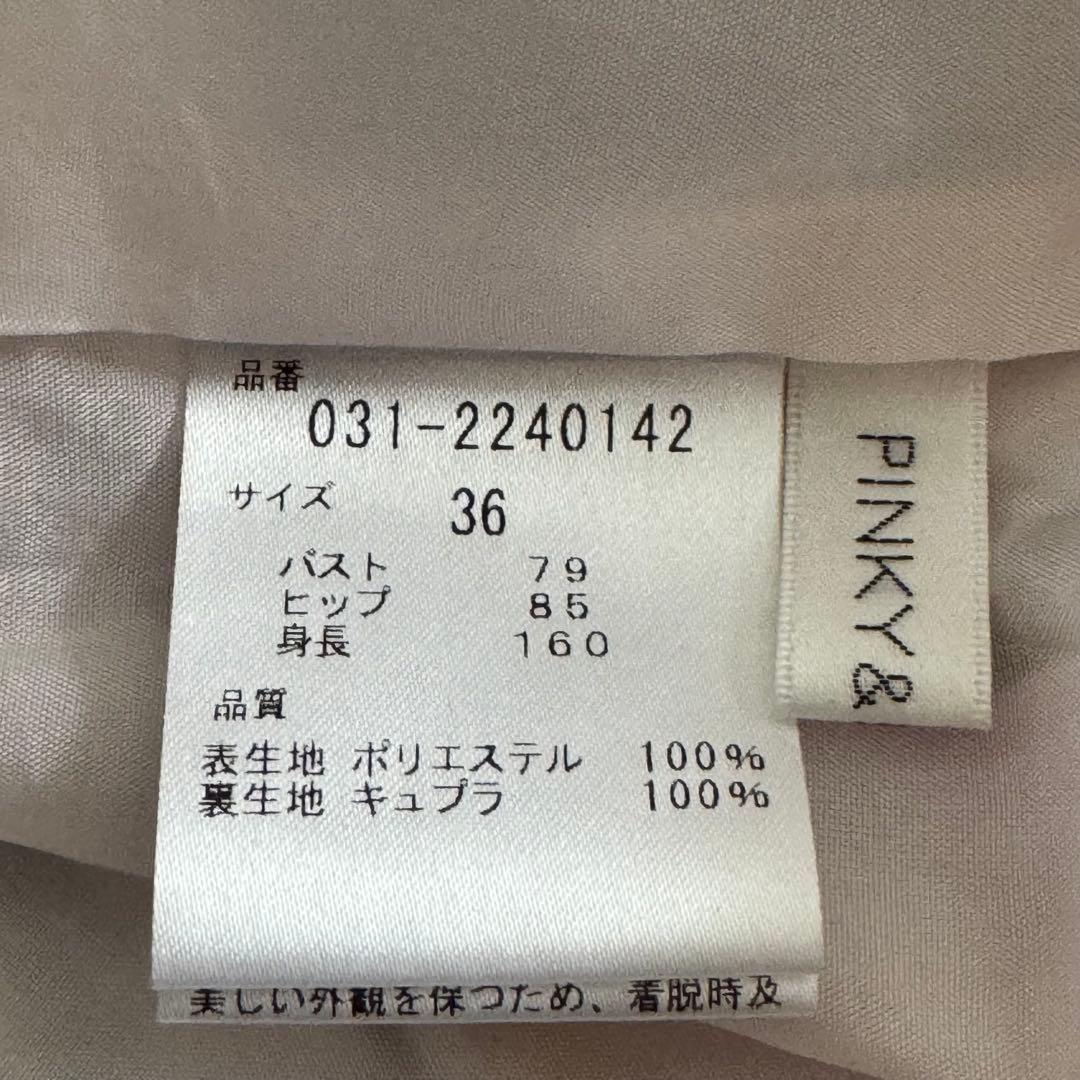 品番
031-2240142
サイズ 36
バスト 79
ヒップ 85
身長 160
品質
表生地 ポリエステル 100%
裏生地 キュプラ 100%
美しい外観を保つため、着脱時及
PINKY &